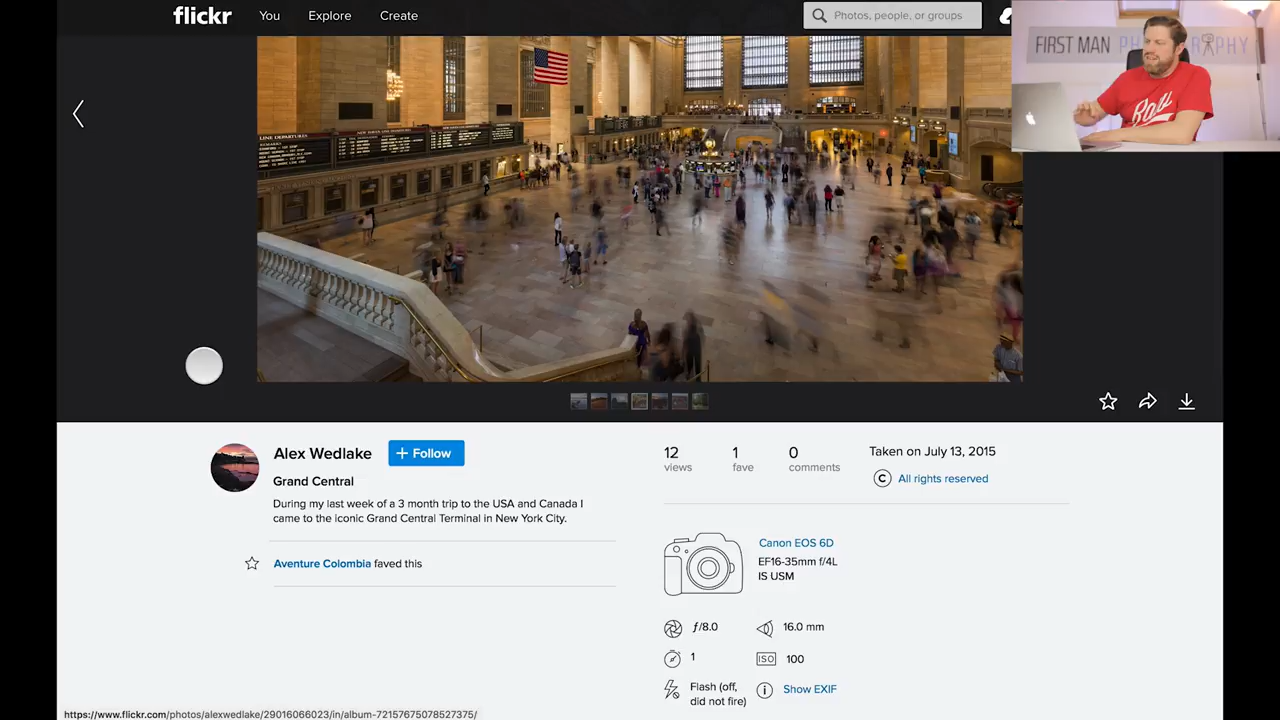 flickr You Explore Create
Photos, people, or groups
FIRST MAN PHOTOGRAPHY
Alex Wedlake
+ Follow
Grand Central
During my last week of a 3 month trip to the USA and Canada I
came to the iconic Grand Central Terminal in New York City.
Aventure Colombia faved this
12
views
1
fave
0
comments
Taken on July 13, 2015
C All rights reserved
Canon EOS 6D
EF16-35mm f/4L
IS USM
ƒ/8.0
16.0 mm
1
ISO 100
Flash (off,
did not fire)
Show EXIF
https://www.flickr.com/photos/alexwedlake/29016066023/in/album-72157675078527375/